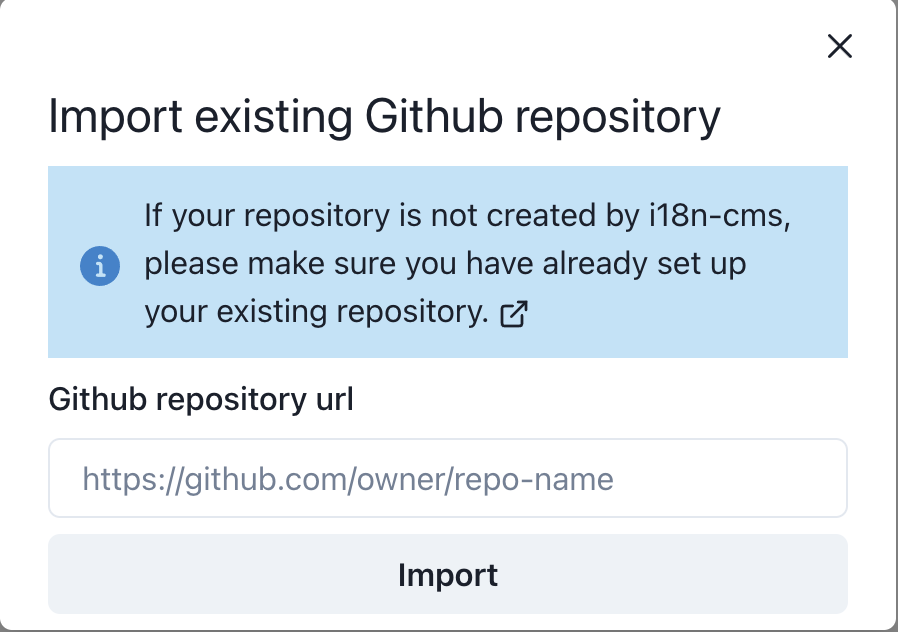 Import existing Github repository
If your repository is not created by i18n-cms,
please make sure you have already set up
your existing repository.
Github repository url
https://github.com/owner/repo-name
Import